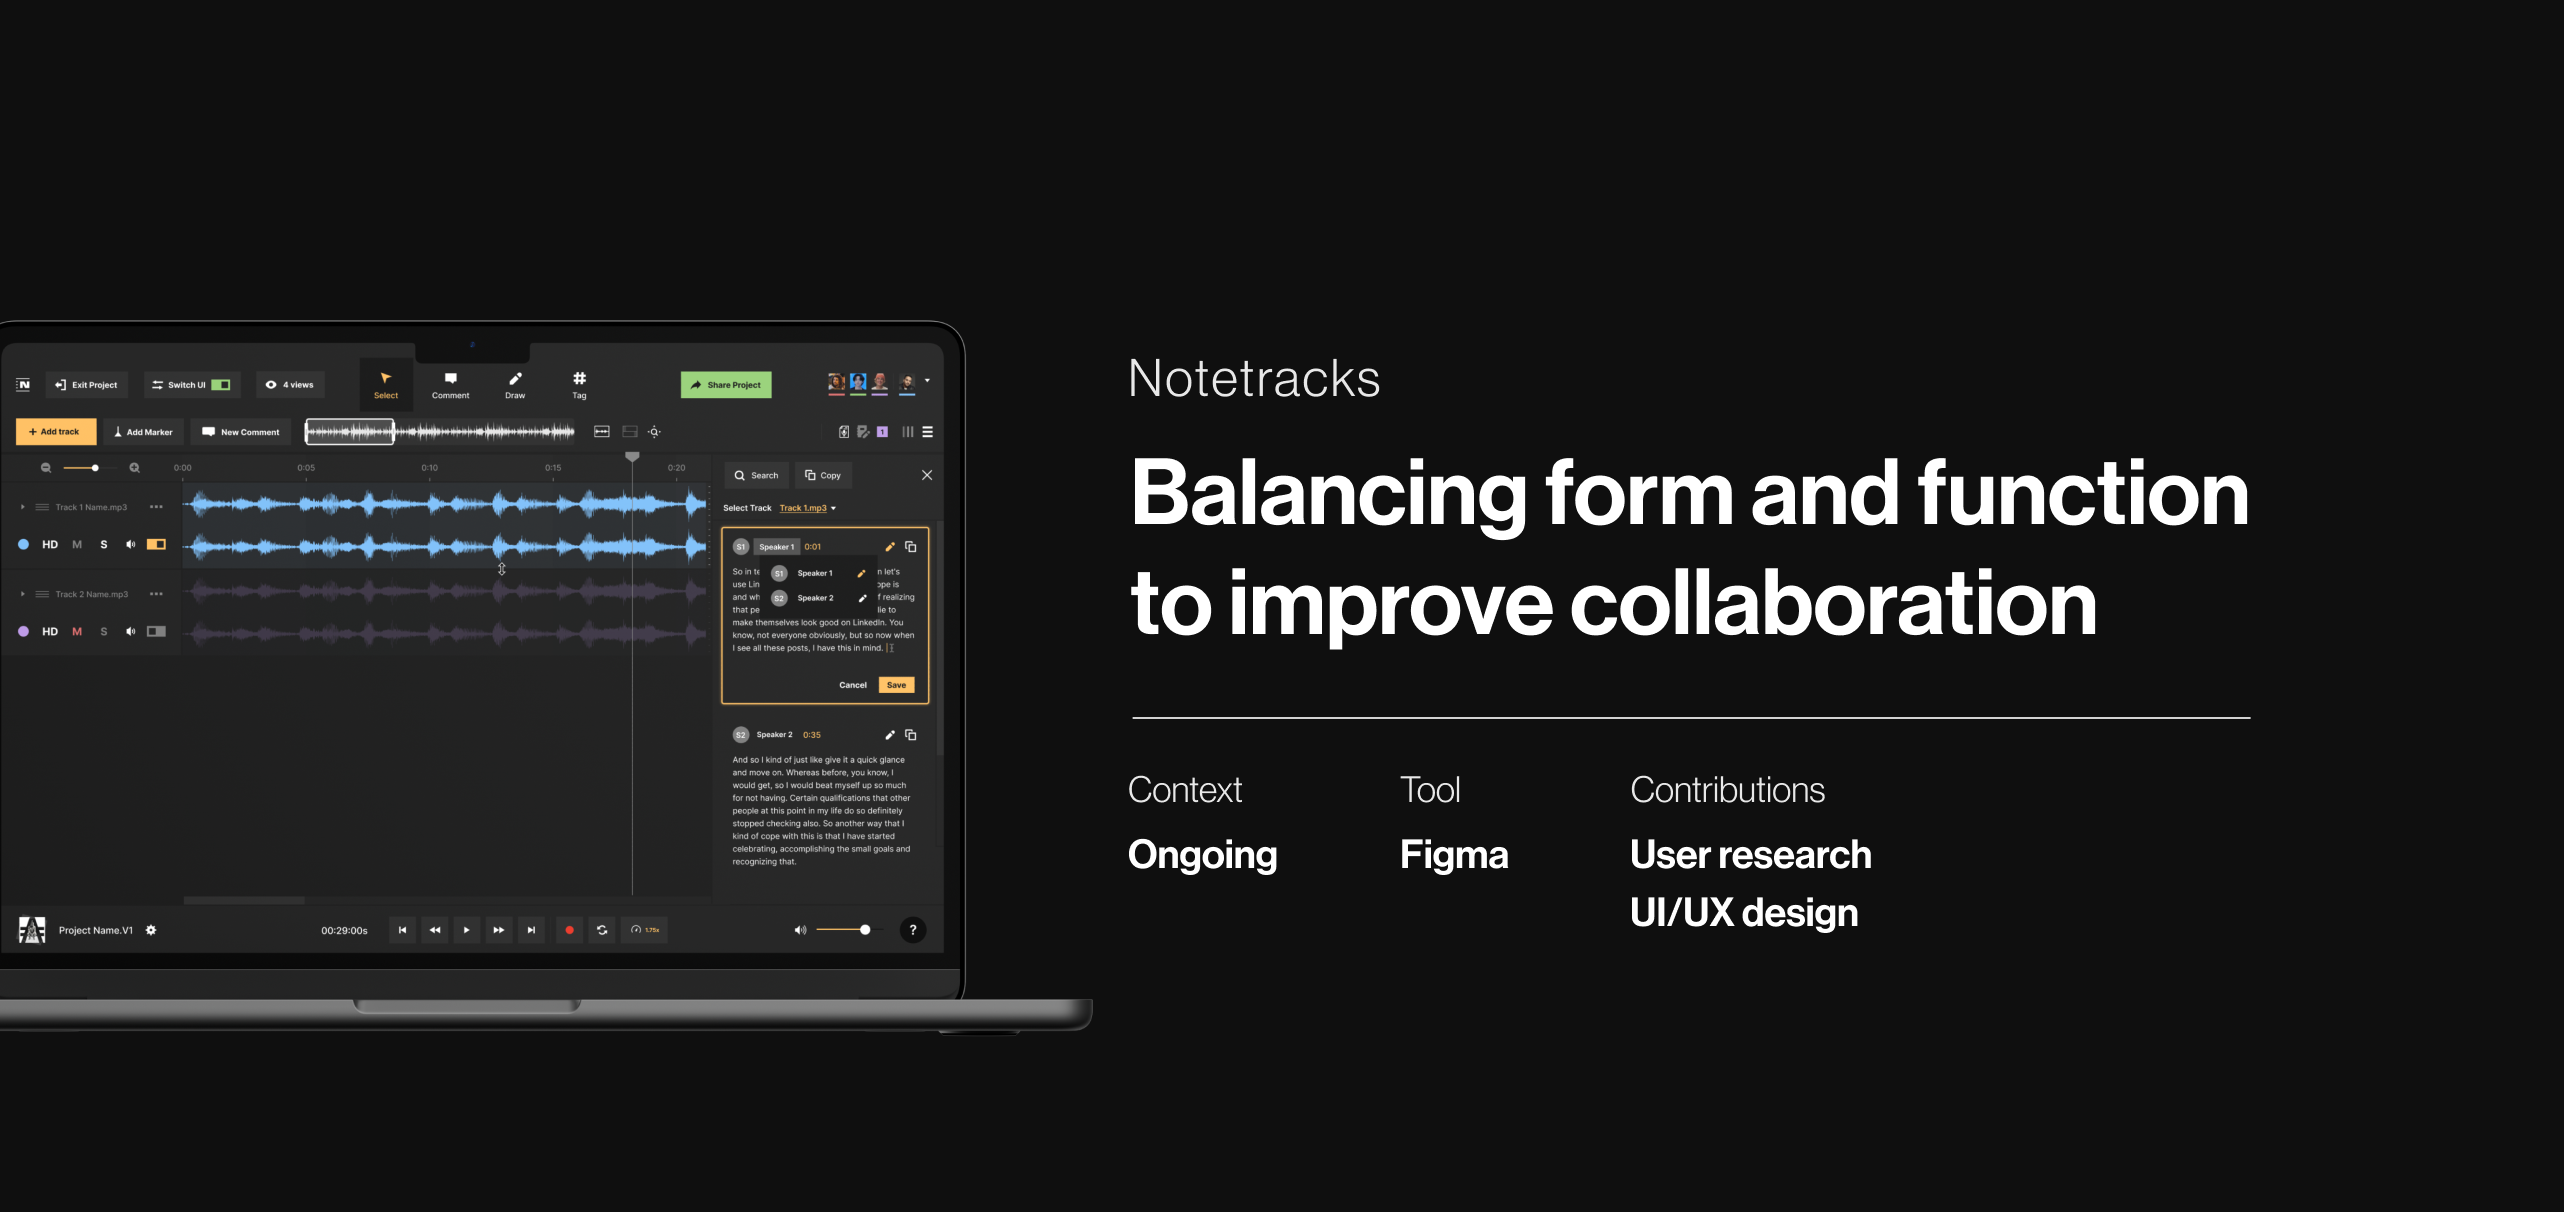 Notetracks
Balancing form and function
to improve collaboration
Context
Ongoing
Tool
Figma
Contributions
User research
UI/UX design
N
Exit Project
Switch UI
4 views
Select
Comment
Draw
Tag
Share Project
+ Add track
Add Marker
New Comment
1
0:00
0:05
0:10
0:15
0:20
Track 1 Name.mp3
HD M S
Track 2 Name.mp3
HD M S
Search
Copy
Select Track Track 1.mp3
S1 Speaker 1 0:01
S1 Speaker 1
S2 Speaker 2
So in te
n let's
use Lin
ope is
and wh
f realizing
that pe
lie to
make themselves look good on LinkedIn. You
know, not everyone obviously, but so now when
I see all these posts, I have this in mind.
Cancel
Save
S2 Speaker 2 0:35
And so I kind of just like give it a quick glance
and move on. Whereas before, you know, I
would get, so I would beat myself up so much
for not having. Certain qualifications that other
people at this point in my life do so definitely
stopped checking also. So another way that I
kind of cope with this is that I have started
celebrating, accomplishing the small goals and
recognizing that.
Project Name.V1
00:29:00s
1.75x
?